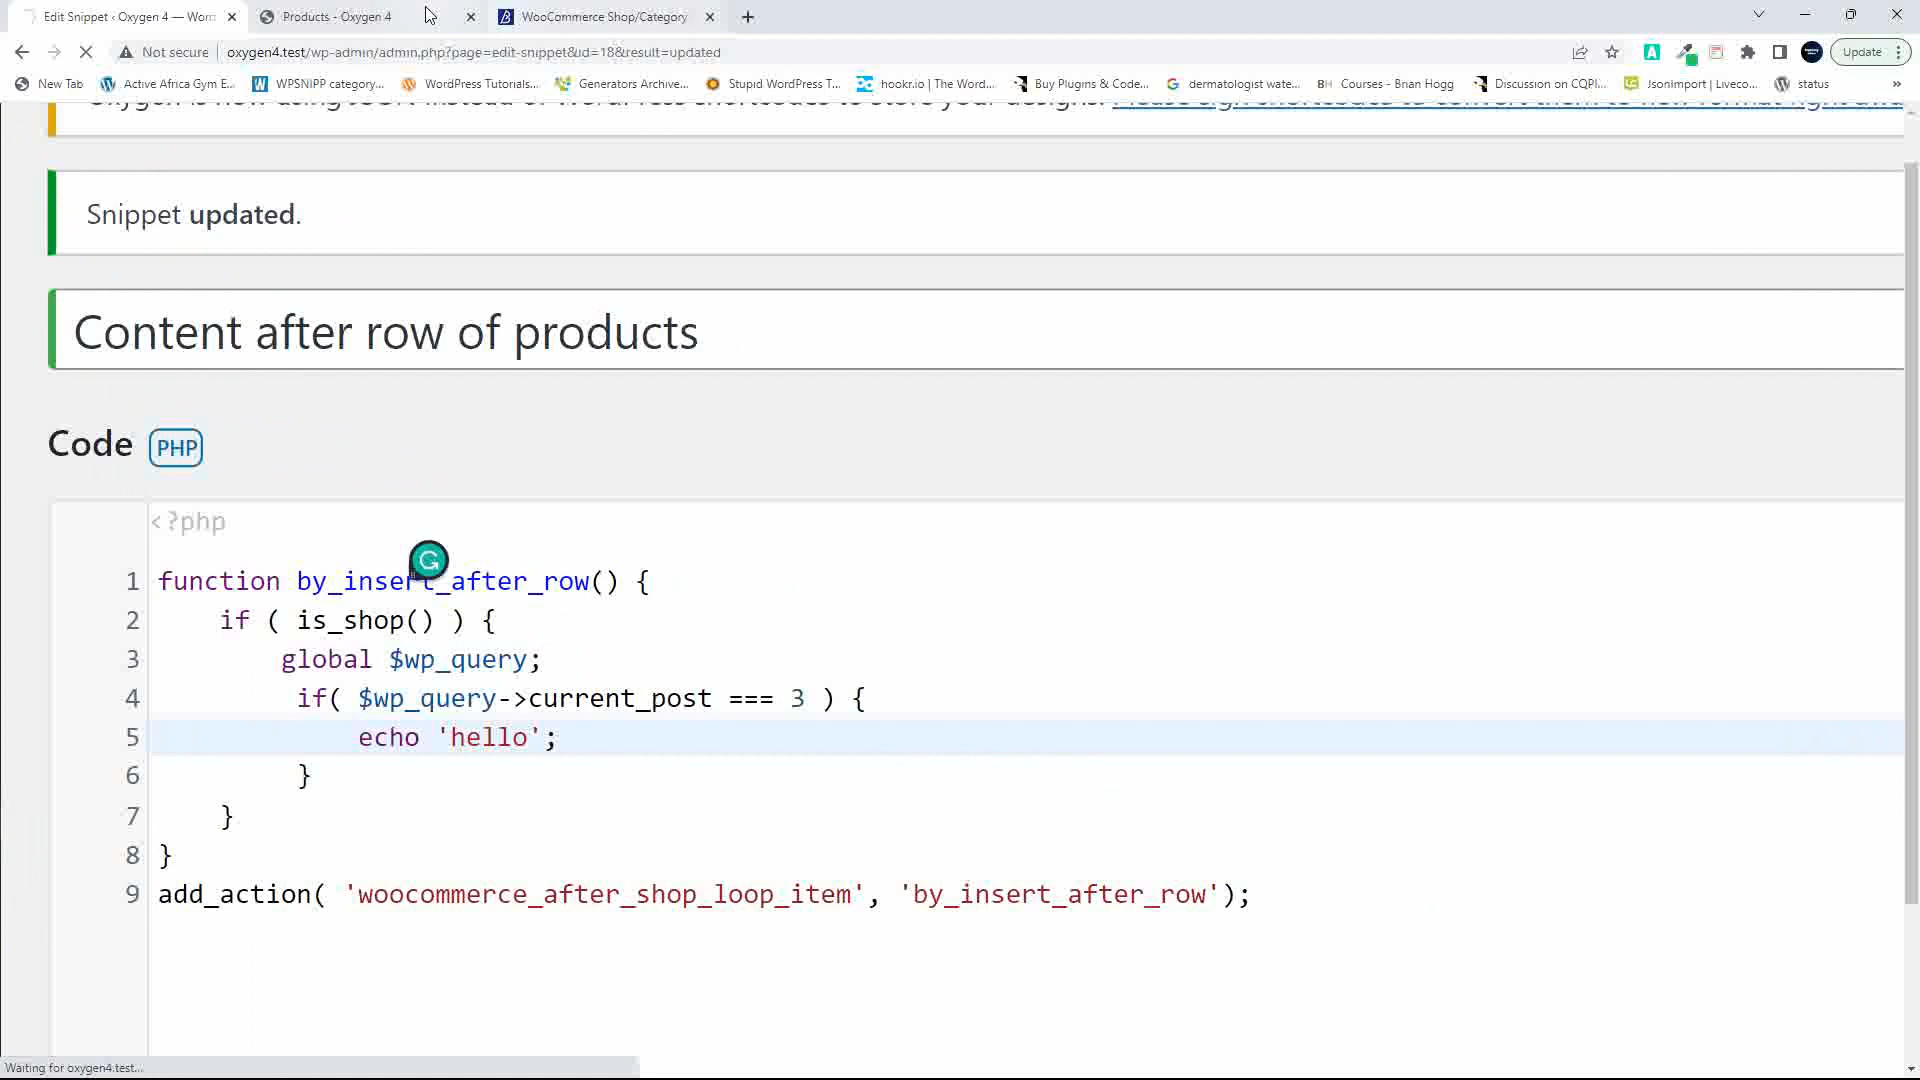 Edit Snippet ‹ Oxygen 4 — Wor
Products - Oxygen 4
WooCommerce Shop/Category
Not secure
oxygen4.test/wp-admin/admin.php?page=edit-snippet&id=18&result=updated
Update
New Tab
Active Africa Gym E...
WPSNIPP category...
WordPress Tutorials...
Generators Archive...
Stupid WordPress T...
hookr.io | The Word...
Buy Plugins & Code...
dermatologist wate...
BH Courses - Brian Hogg
Discussion on CQPI...
Jsonimport | Liveco...
status
»
Snippet updated.
Content after row of products
Code PHP
<?php
1 function by_insert_after_row() {
2 if ( is_shop() ) {
3 global $wp_query;
4 if( $wp_query->current_post === 3 ) {
5 echo 'hello';
6 }
7 }
8 }
9 add_action( 'woocommerce_after_shop_loop_item', 'by_insert_after_row');
Waiting for oxygen4.test...